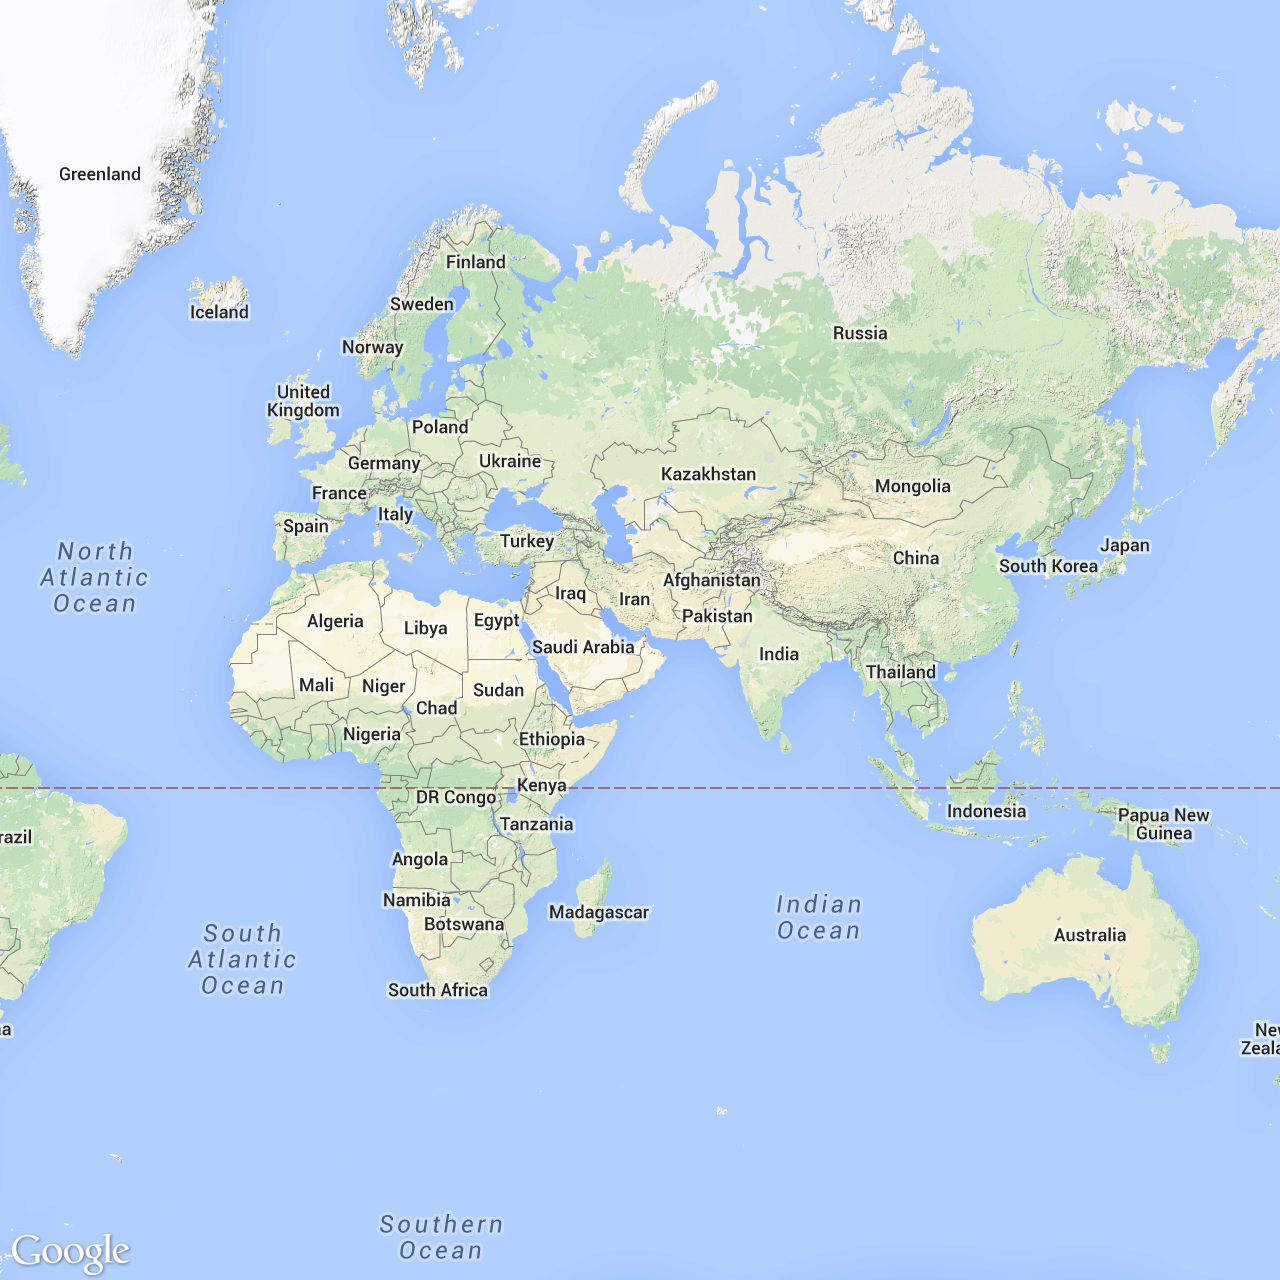 Greenland
Finland
Iceland
Sweden
Norway
Russia
United
Kingdom
Poland
Germany
Ukraine
Kazakhstan
Mongolia
France
Italy
Spain
Turkey
Japan
China
South Korea
North
Atlantic
Ocean
Afghanistan
Iraq
Iran
Pakistan
Algeria
Libya
Egypt
Saudi Arabia
India
Thailand
Mali
Niger
Sudan
Chad
Nigeria
Ethiopia
Kenya
DR Congo
Tanzania
Indonesia
Papua New
Guinea
razil
Angola
Namibia
Botswana
Madagascar
Indian
Ocean
Australia
South
Atlantic
Ocean
South Africa
na
New
Zeala
Southern
Ocean
Google